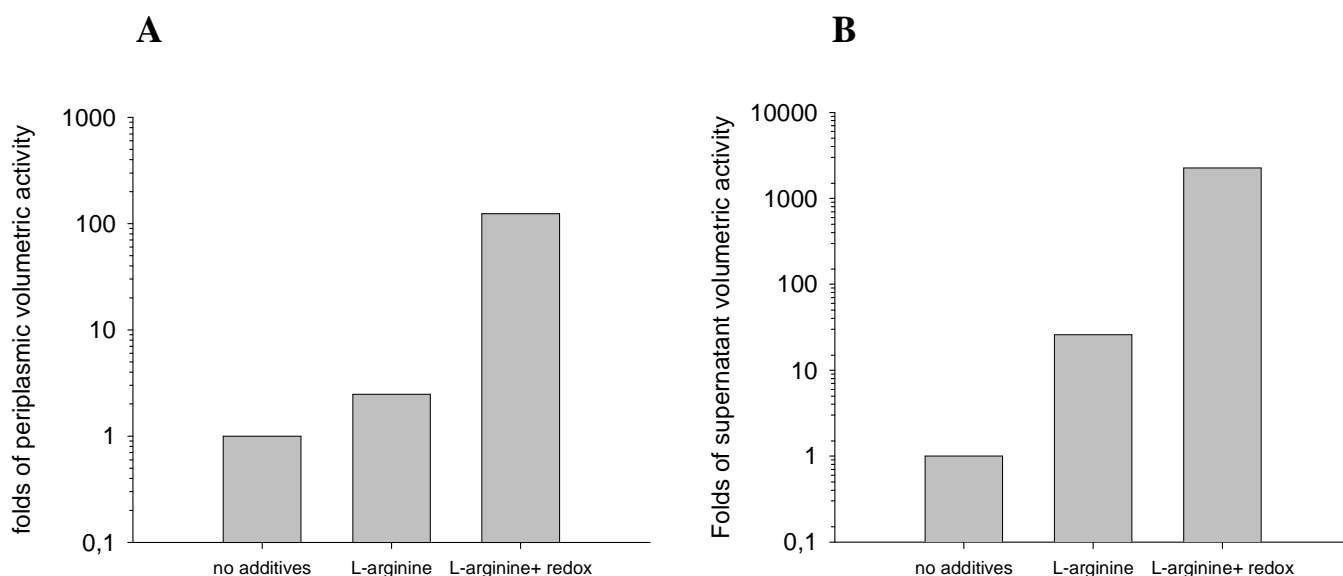 A
folds of periplasmic volumetric activity
1000
100
10
1
0,1
no additives
L-arginine
L-arginine+ redox
B
Folds of supernatant volumetric activity
10000
1000
100
10
1
0,1
no additives
L-arginine
L-arginine+ redox